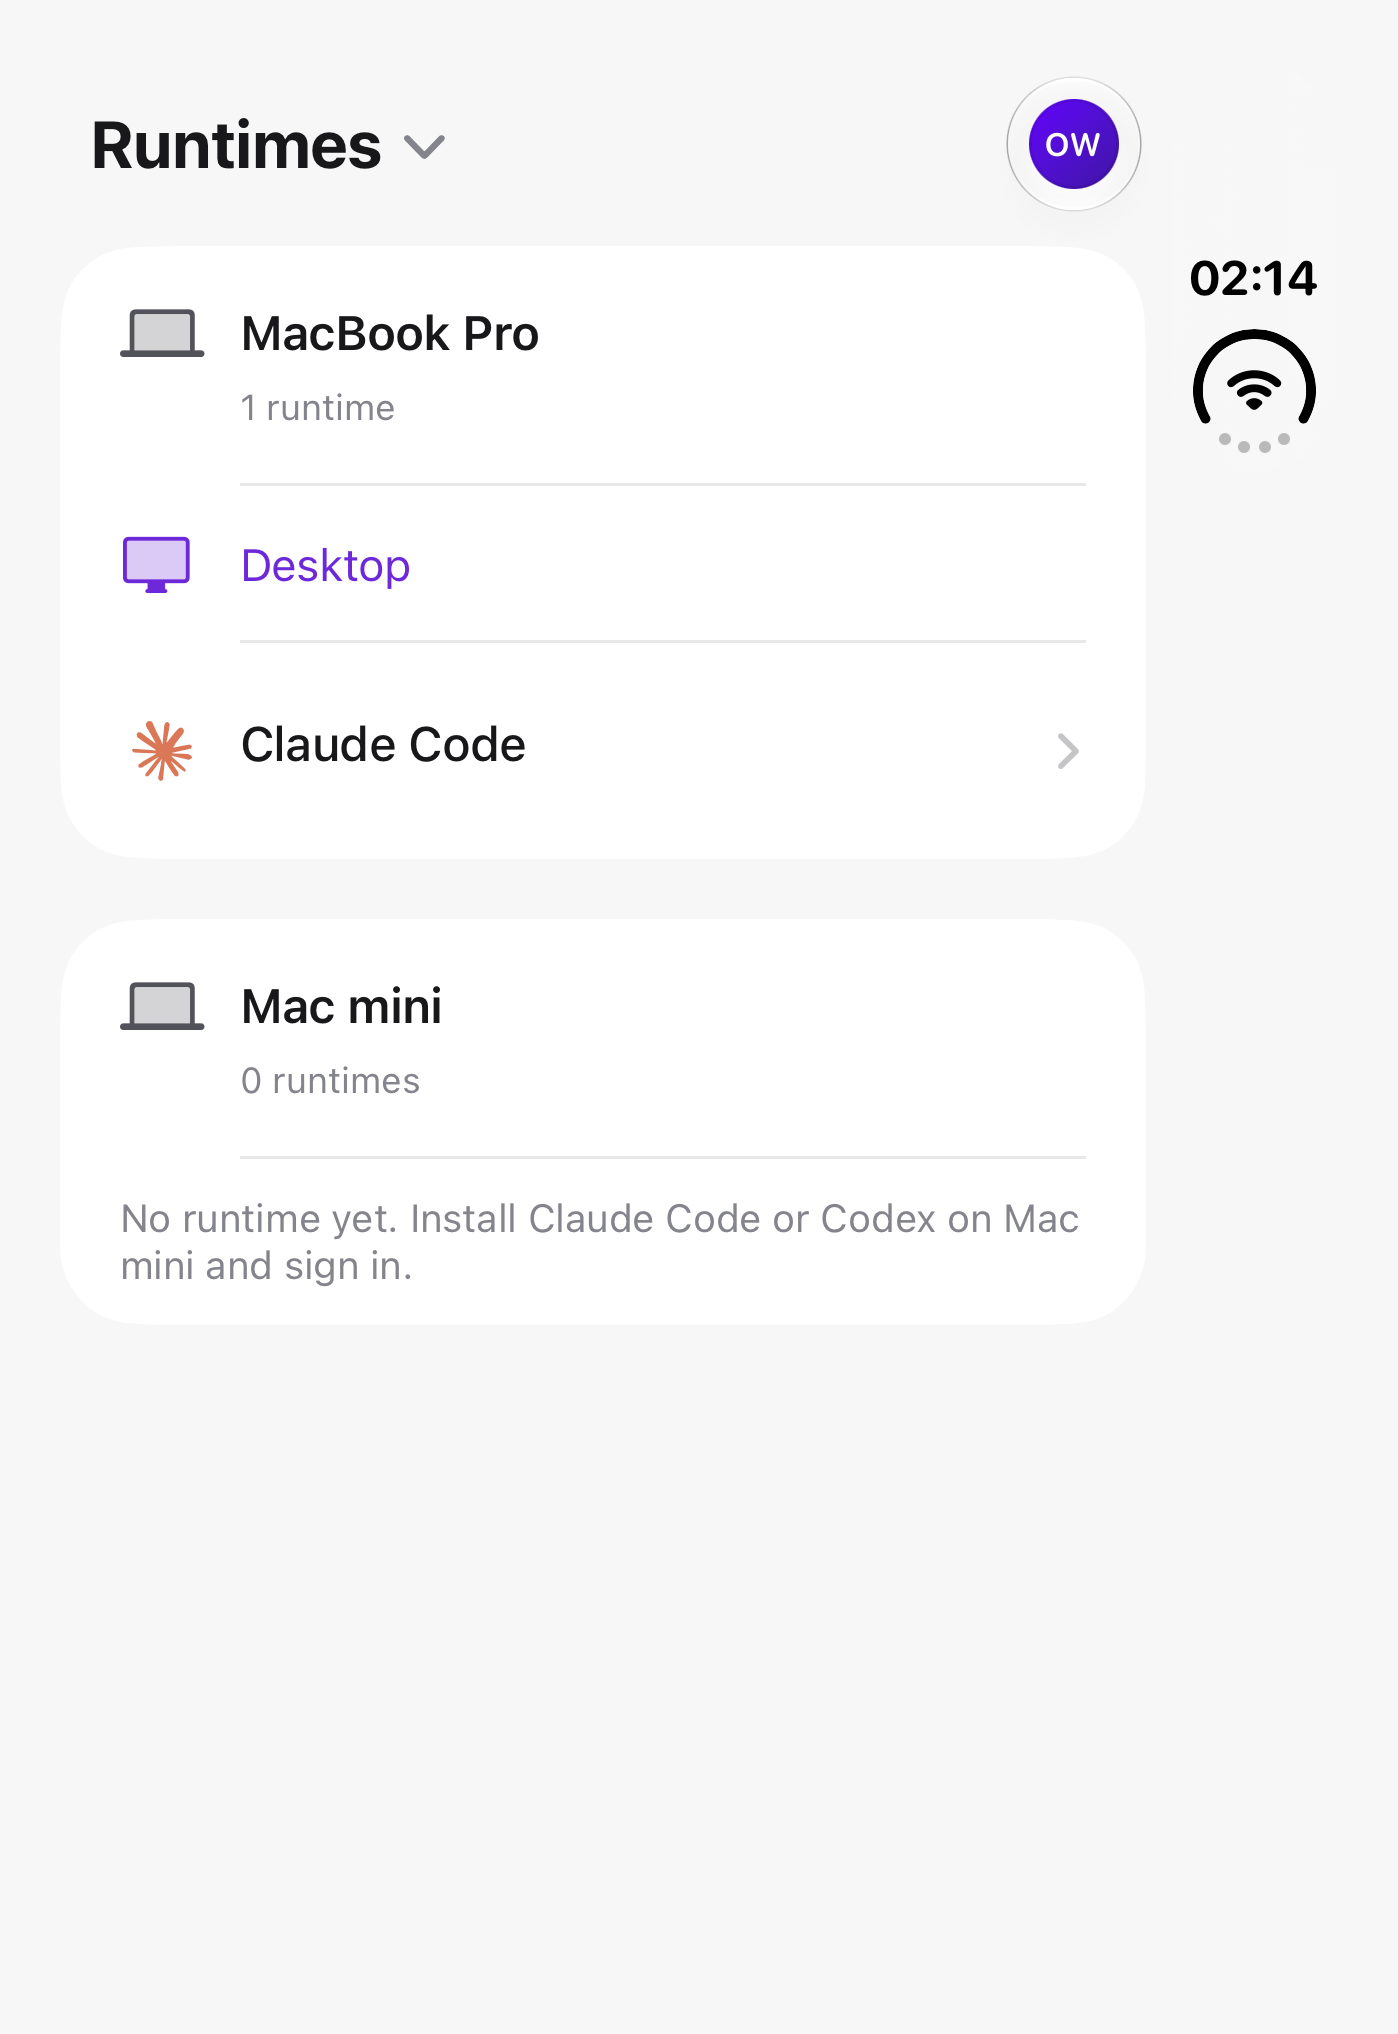 Runtimes
OW
02:14
MacBook Pro
1 runtime
Desktop
Claude Code
Mac mini
0 runtimes
No runtime yet. Install Claude Code or Codex on Mac
mini and sign in.